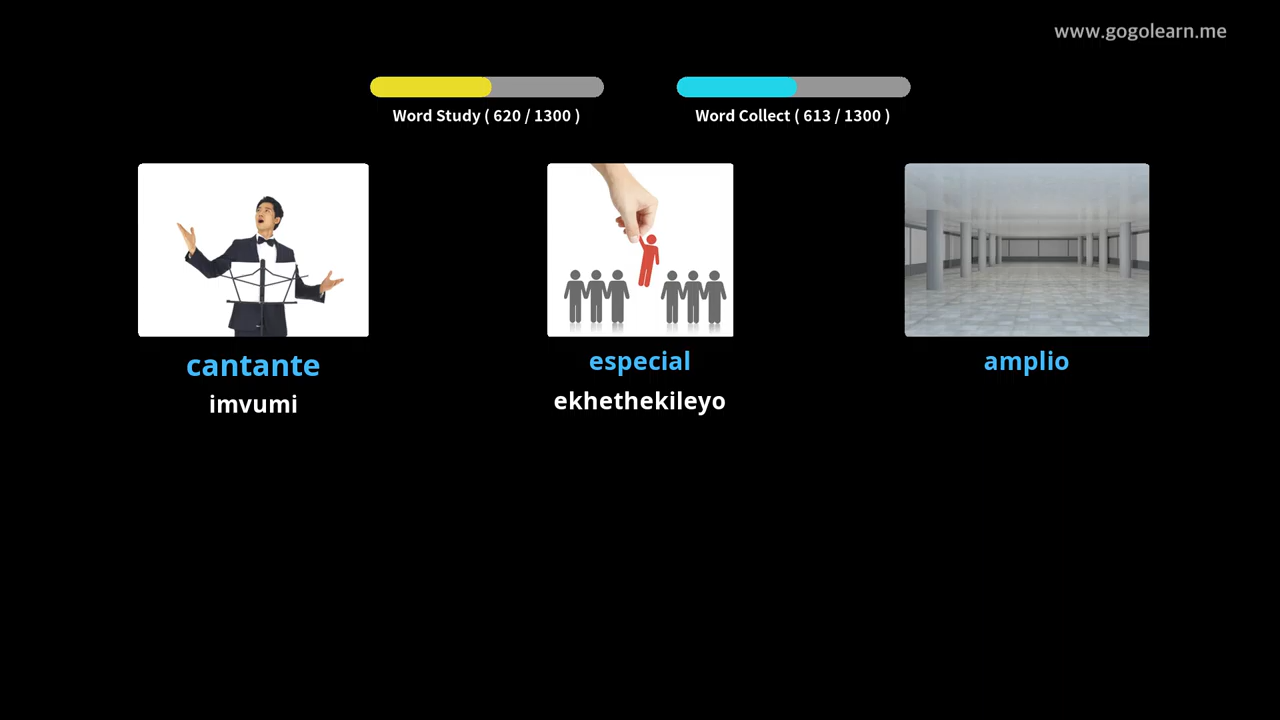 www.gogolearn.me
Word Study ( 620 / 1300 )
Word Collect ( 613 / 1300 )
cantante
imvumi
especial
ekhethekileyo
amplio